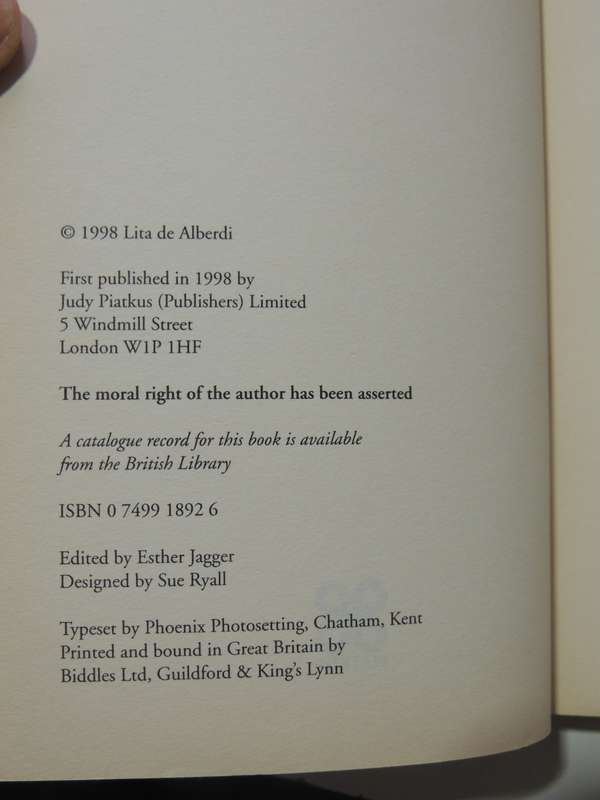 © 1998 Lita de Alberdi
First published in 1998 by
Judy Piatkus (Publishers) Limited
5 Windmill Street
London W1P 1HF
The moral right of the author has been asserted
A catalogue record for this book is available
from the British Library
ISBN 0 7499 1892 6
Edited by Esther Jagger
Designed by Sue Ryall
Typeset by Phoenix Photosetting, Chatham, Kent
Printed and bound in Great Britain by
Biddles Ltd, Guildford & King's Lynn